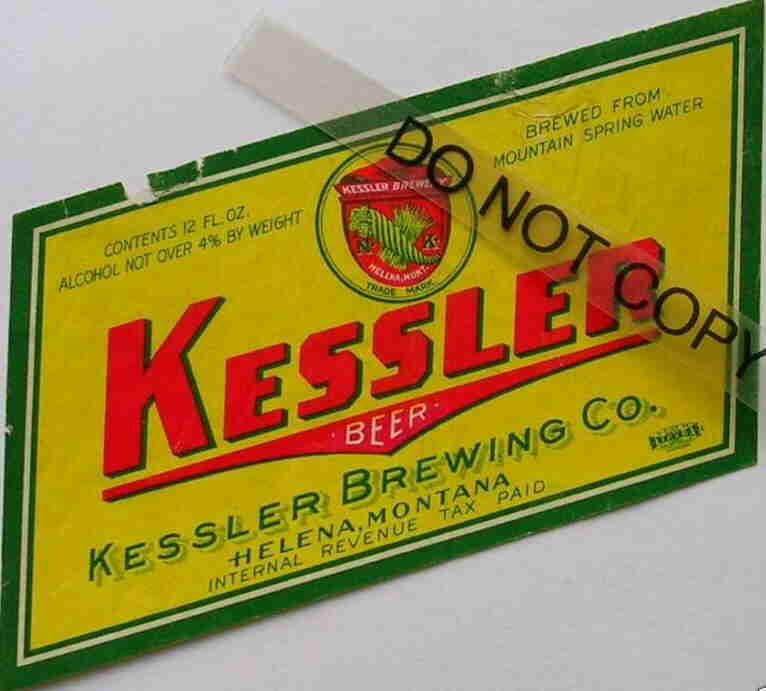 DO NOT COPY
BREWED FROM
MOUNTAIN SPRING WATER
CONTENTS 12 FL. OZ.
ALCOHOL NOT OVER 4% BY WEIGHT
KESSLER BREWERY
N K
HELENA, MONT.
TRADE MARK
KESSLER
·BEER·
KESSLER BREWING CO.
HELENA, MONTANA
INTERNAL REVENUE TAX PAID